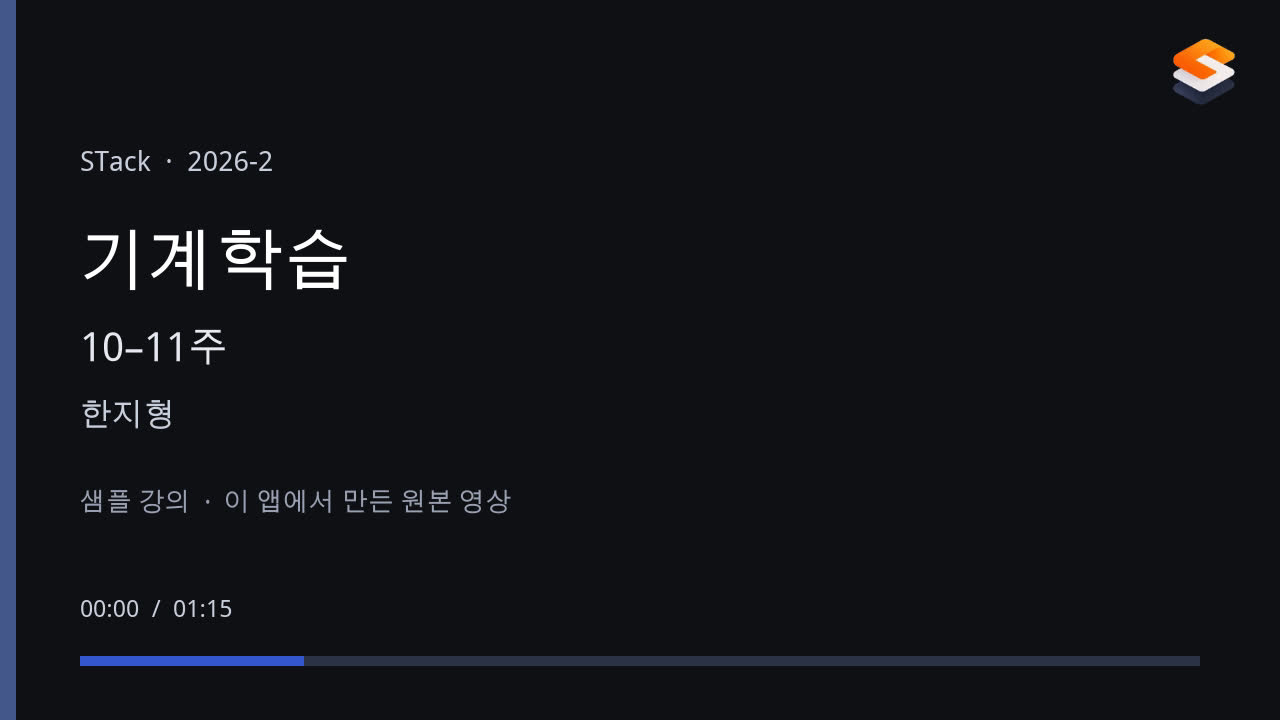 STack · 2026-2
기계학습
10–11주
한지형
샘플 강의 · 이 앱에서 만든 원본 영상
00:00 / 01:15